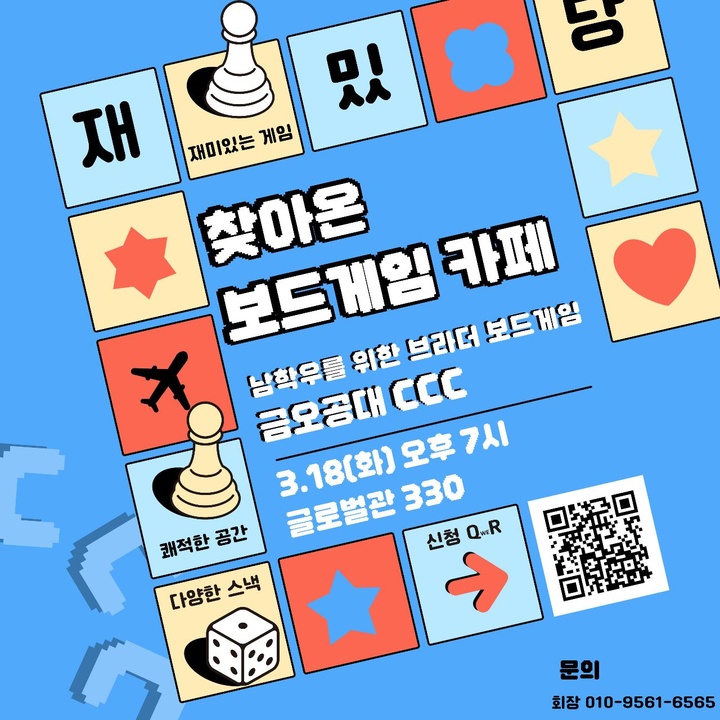 재 밌 당
재미있는 게임
찾아온
보드게임 카페
남학우를 위한 브라더 보드게임
금오공대 CCC
3.18(화) 오후 7시
글로벌관 330
쾌적한 공간
다양한 스낵
신청 QWER
문의
회장 010-9561-6565